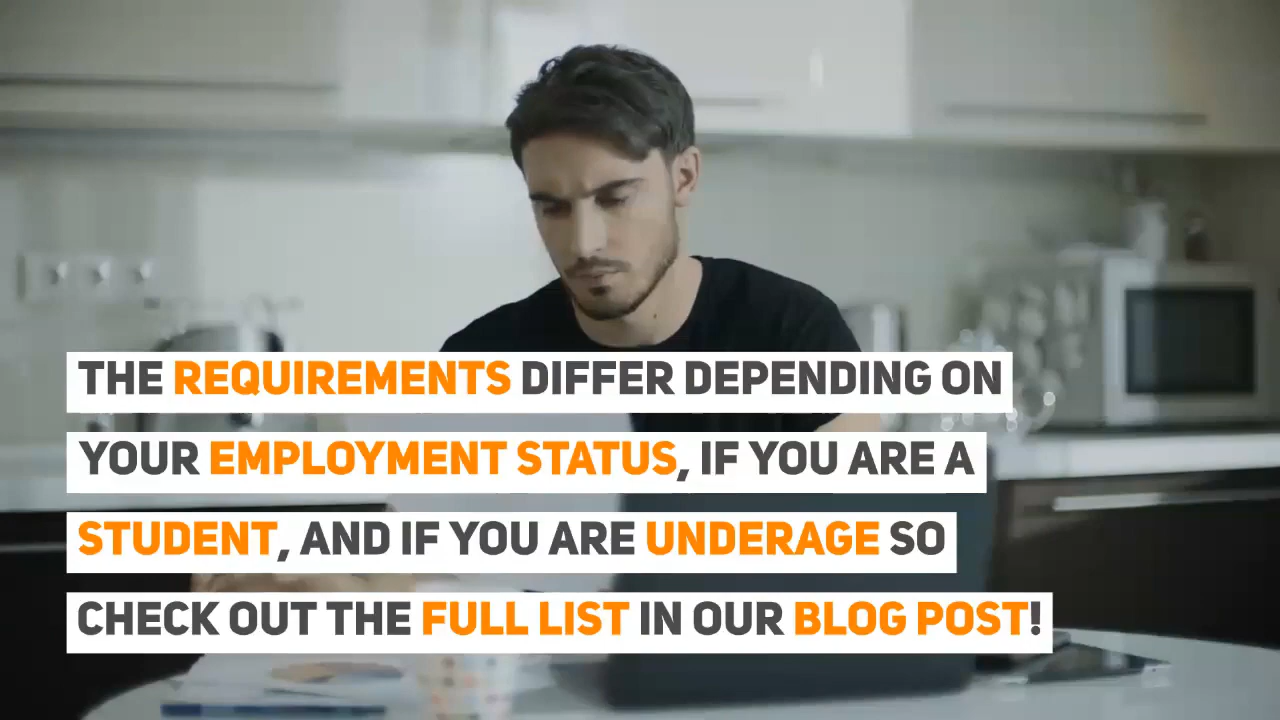 THE REQUIREMENTS DIFFER DEPENDING ON
YOUR EMPLOYMENT STATUS, IF YOU ARE A
STUDENT, AND IF YOU ARE UNDERAGE SO
CHECK OUT THE FULL LIST IN OUR BLOG POST!